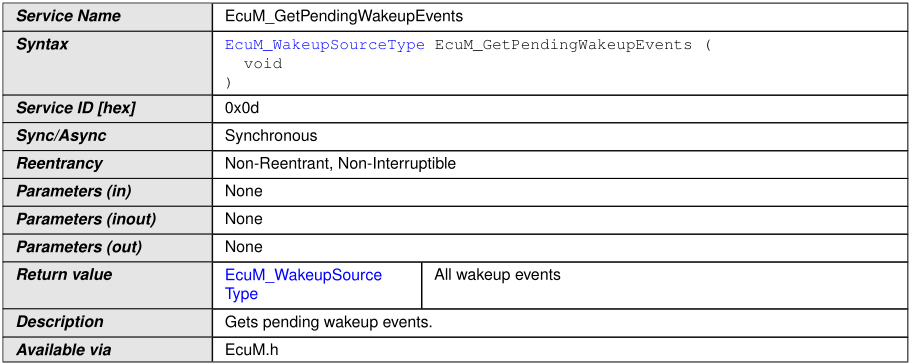 Service Name EcuM_GetPendingWakeupEvents
Syntax EcuM_WakeupSourceType EcuM_GetPendingWakeupEvents (
void
)
Service ID [hex] 0x0d
Sync/Async Synchronous
Reentrancy Non-Reentrant, Non-Interruptible
Parameters (in) None
Parameters (inout) None
Parameters (out) None
Return value EcuM_WakeupSource All wakeup events
Type
Description Gets pending wakeup events.
Available via EcuM.h